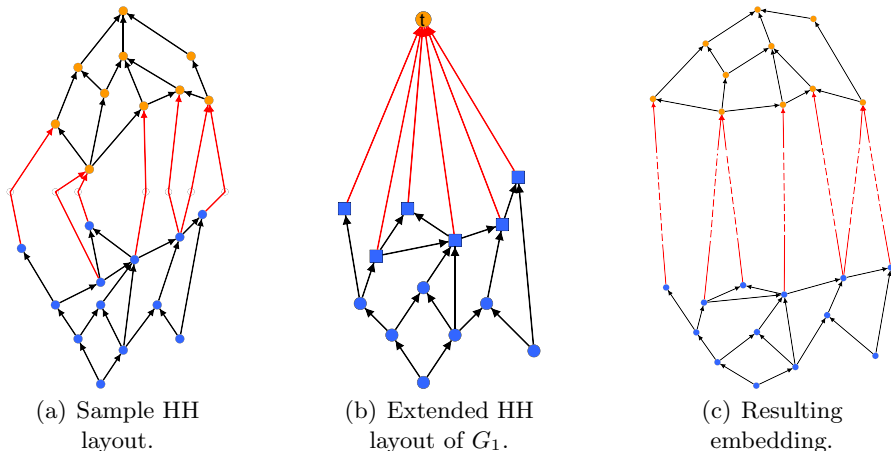 t
(a) Sample HH
layout.
(b) Extended HH
layout of G₁.
(c) Resulting
embedding.